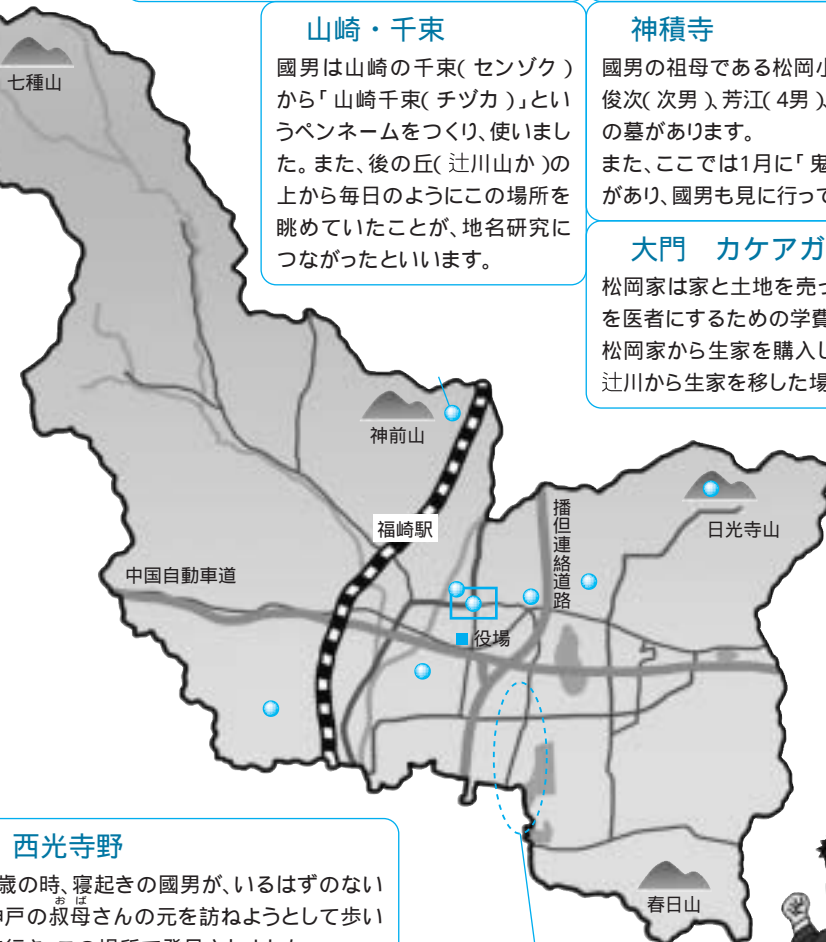 七種山
山崎・千束
國男は山崎の千束(センゾク)
から「山崎千束(チヅカ)」とい
うペンネームをつくり、使いまし
た。また、後の丘(辻川山か)の
上から毎日のようにこの場所を
眺めていたことが、地名研究に
つながったといいます。
神積寺
國男の祖母である松岡小
俊次(次男)、芳江(4男)、
の墓があります。
また、ここでは1月に「鬼
があり、國男も見に行って
大門 カケアガ
松岡家は家と土地を売っ
を医者にするための学費
松岡家から生家を購入し
辻川から生家を移した場
神前山
福崎駅
播但連絡道路
日光寺山
中国自動車道
役場
西光寺野
歳の時、寝起きの國男が、いるはずのない
おば
神戸の叔母さんの元を訪ねようとして歩い
春日山